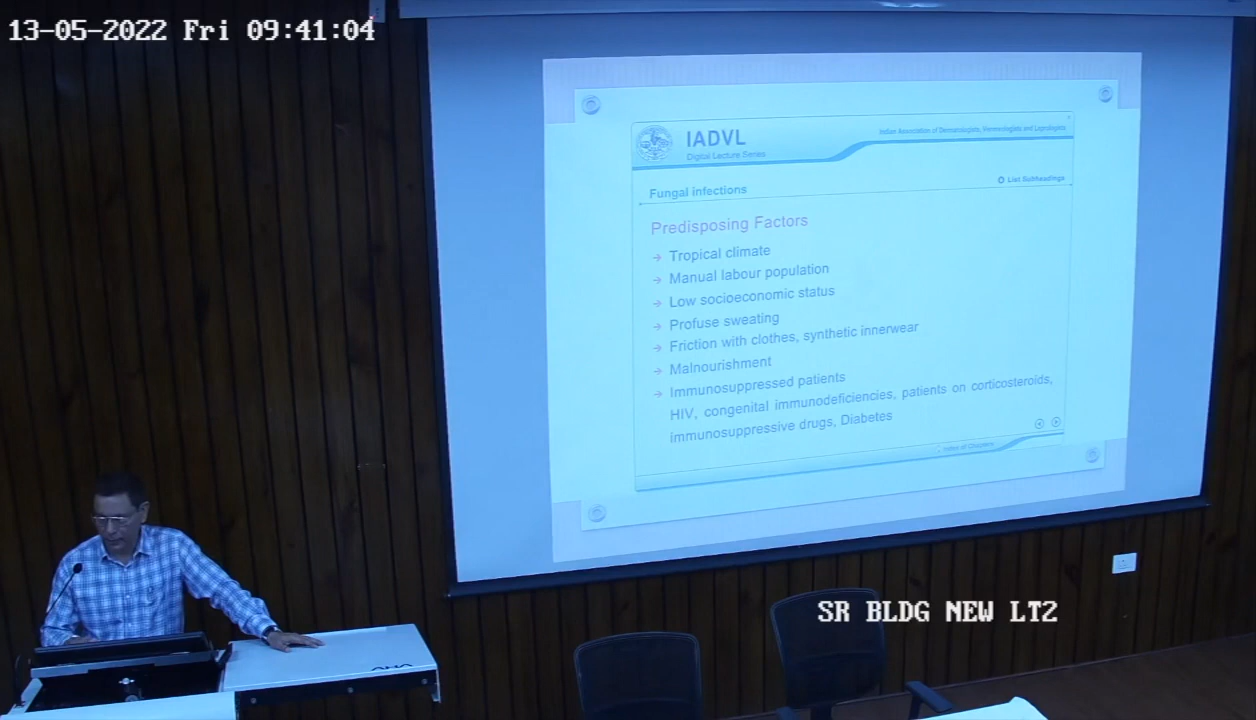 13-05-2022 Fri 09:41:04
IADVL
Digital Lecture Series
Indian Association of Dermatologists, Venereologists and Leprologists
Fungal infections
List Subheadings
Predisposing Factors
→ Tropical climate
→ Manual labour population
→ Low socioeconomic status
→ Profuse sweating
→ Friction with clothes, synthetic innerwear
→ Malnourishment
→ Immunosuppressed patients
HIV, congenital immunodeficiencies, patients on corticosteroids,
immunosuppressive drugs, Diabetes
Index of Chapters
SR BLDG NEW LT2